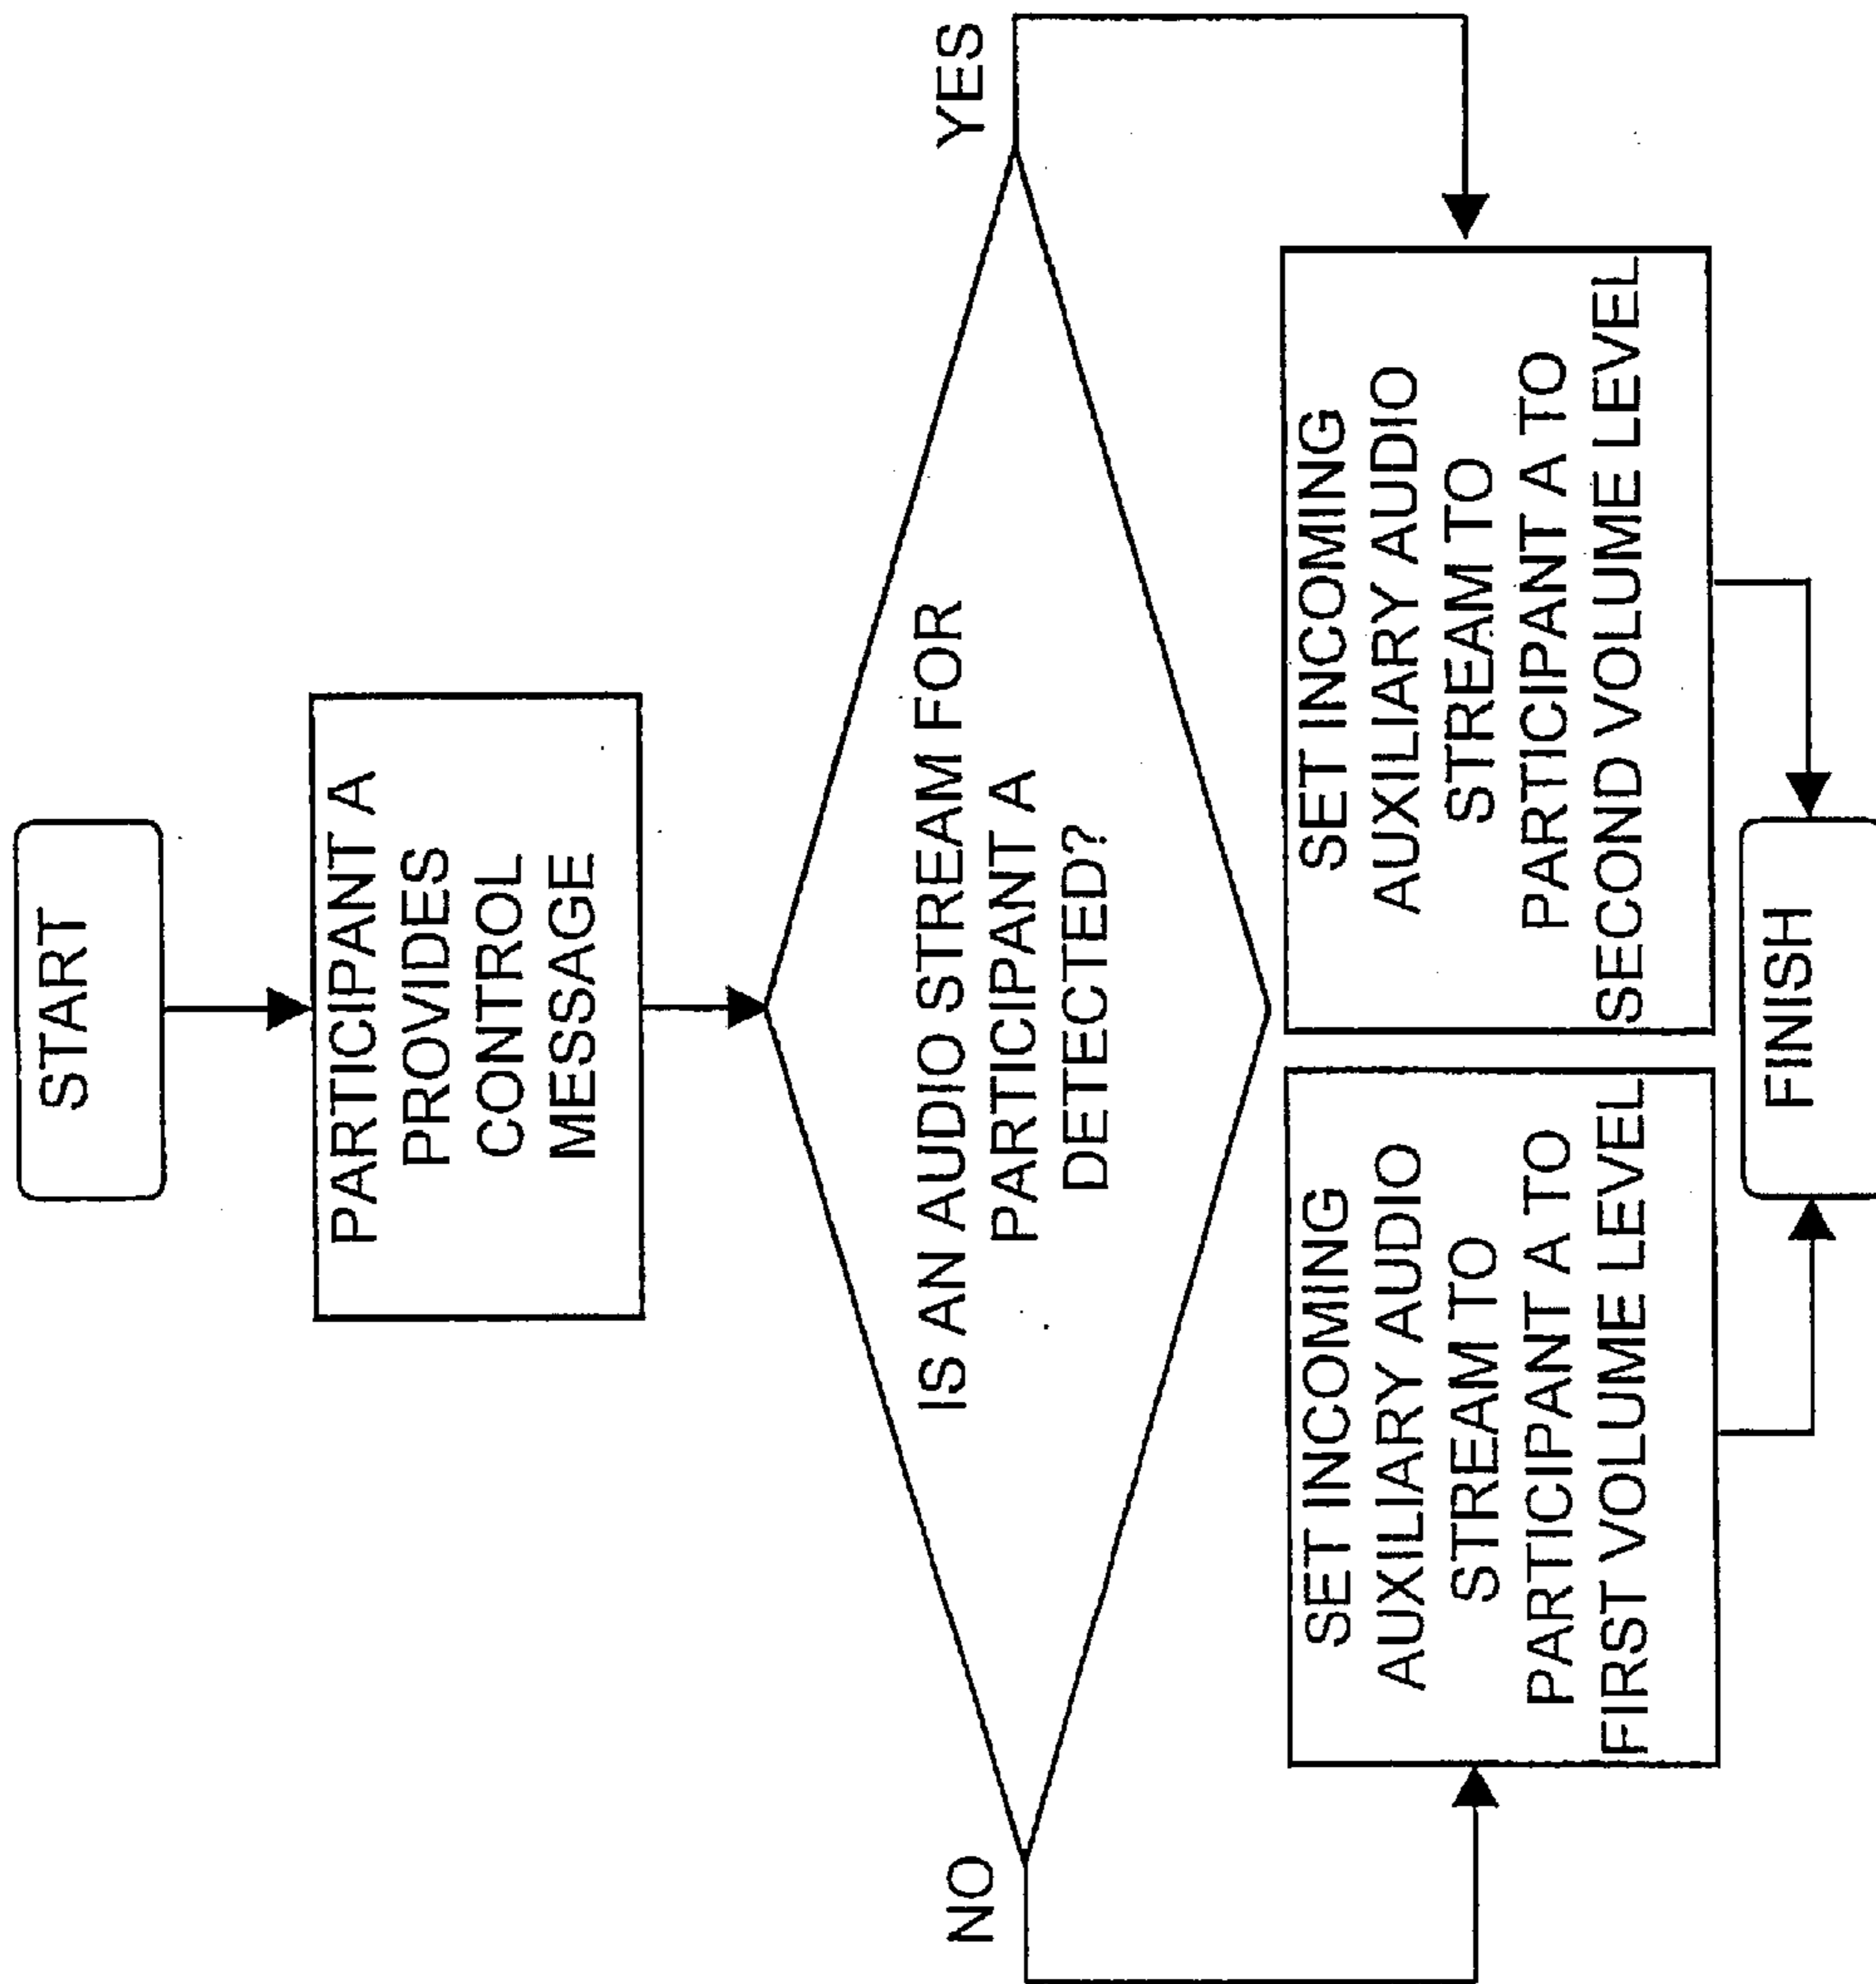 START
PARTICIPANT A
PROVIDES
CONTROL
MESSAGE
IS AN AUDIO STREAM FOR
PARTICIPANT A
DETECTED?
NO
YES
SET INCOMING
AUXILIARY AUDIO
STREAM TO
PARTICIPANT A TO
FIRST VOLUME LEVEL
SET INCOMING
AUXILIARY AUDIO
STREAM TO
PARTICIPANT A TO
SECOND VOLUME LEVEL
FINISH